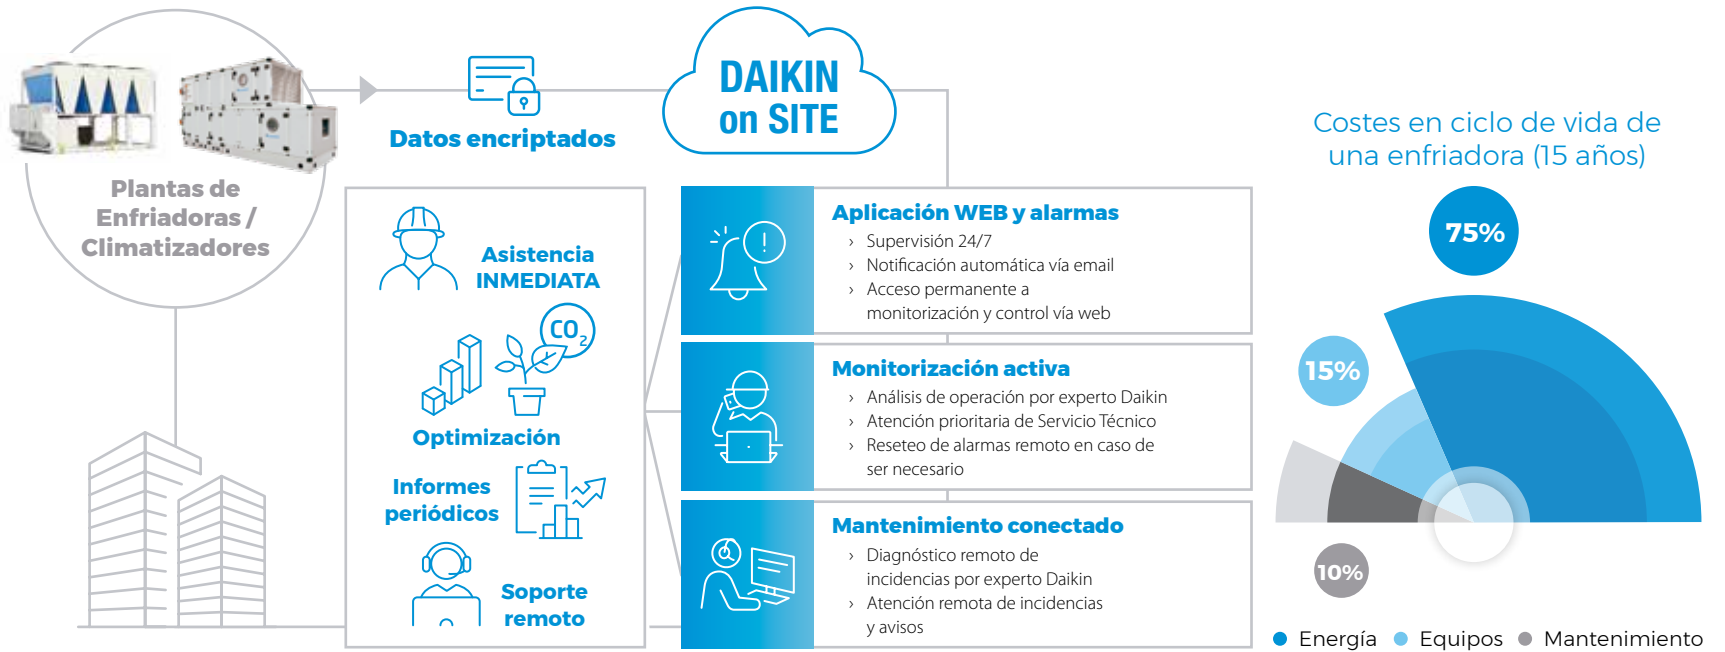 Plantas de
Enfriadoras /
Climatizadores
Datos encriptados
DAIKIN
on SITE
Asistencia
INMEDIATA
CO2
Optimización
Informes
periódicos
Soporte
remoto
Aplicación WEB y alarmas
› Supervisión 24/7
› Notificación automática vía email
› Acceso permanente a
monitorización y control vía web
Monitorización activa
› Análisis de operación por experto Daikin
› Atención prioritaria de Servicio Técnico
› Reseteo de alarmas remoto en caso de
ser necesario
Mantenimiento conectado
› Diagnóstico remoto de
incidencias por experto Daikin
› Atención remota de incidencias
y avisos
Costes en ciclo de vida de
una enfriadora (15 años)
75%
15%
10%
Energía Equipos Mantenimiento